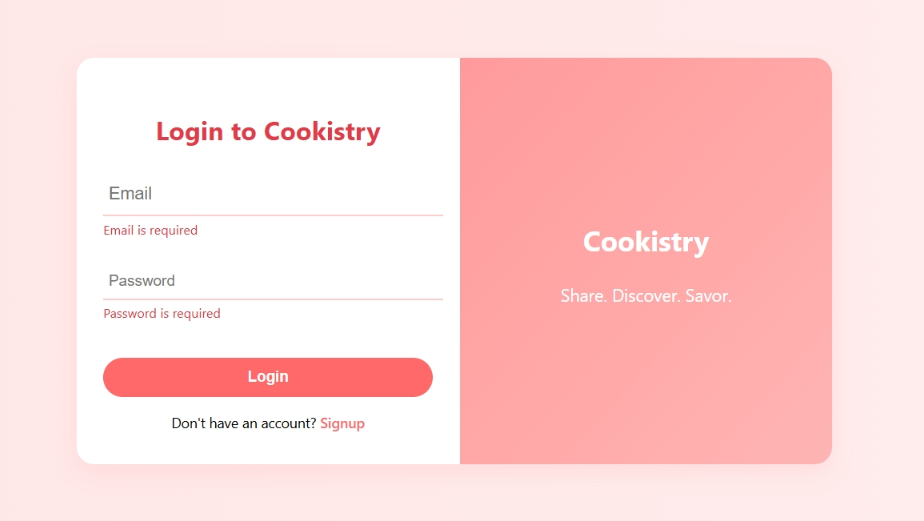 Login to Cookistry
Email
Email is required
Password
Password is required
Login
Don't have an account? Signup
Cookistry
Share. Discover. Savor.